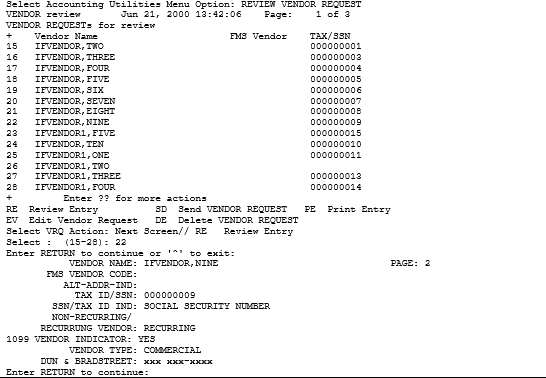 Select Accounting Utilities Menu Option: REVIEW VENDOR REQUEST
VENDOR review Jun 21, 2000 13:42:06 Page: 1 of 3
VENDOR REQUESTs for review
+ Vendor Name FMS Vendor TAX/SSN
15 IFVENDOR,TWO 000000001
16 IFVENDOR,THREE 000000003
17 IFVENDOR,FOUR 000000004
18 IFVENDOR,FIVE 000000005
19 IFVENDOR,SIX 000000006
20 IFVENDOR,SEVEN 000000007
21 IFVENDOR,EIGHT 000000008
22 IFVENDOR,NINE 000000009
23 IFVENDOR1,FIVE 000000015
24 IFVENDOR,TEN 000000010
25 IFVENDOR1,ONE 000000011
26 IFVENDOR1,TWO
27 IFVENDOR1,THREE 000000013
28 IFVENDOR1,FOUR 000000014
+ Enter ?? for more actions
RE Review Entry SD Send VENDOR REQUEST PE Print Entry
EV Edit Vendor Request DE Delete VENDOR REQUEST
Select VRQ Action: Next Screen// RE Review Entry
Select : (15-28): 22
Enter RETURN to continue or '^' to exit:
VENDOR NAME: IFVENDOR,NINE PAGE: 2
FMS VENDOR CODE:
ALT-ADDR-IND:
TAX ID/SSN: 000000009
SSN/TAX ID IND: SOCIAL SECURITY NUMBER
NON-RECURRING/
RECURRUNG VENDOR: RECURRING
1099 VENDOR INDICATOR: YES
VENDOR TYPE: COMMERCIAL
DUN & BRADSTREET: xxx xxx-xxxx
Enter RETURN to continue: